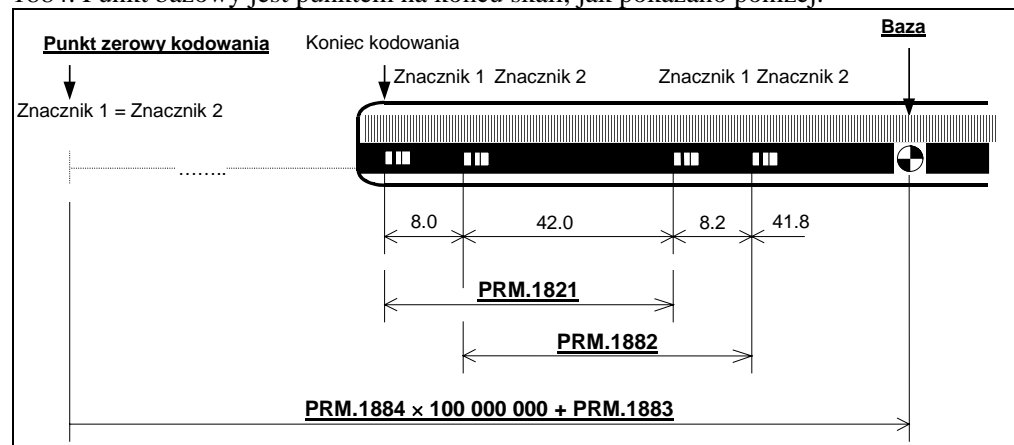 1884. Punkt bazowy jest punktem na końcu skali, jak pokazano poniżej.
Baza
Punkt zerowy kodowania Koniec kodowania
Znacznik 1 Znacznik 2 Znacznik 1 Znacznik 2
Znacznik 1 = Znacznik 2
........
8.0 42.0 8.2 41.8
PRM.1821
PRM.1882
PRM.1884 × 100 000 000 + PRM.1883